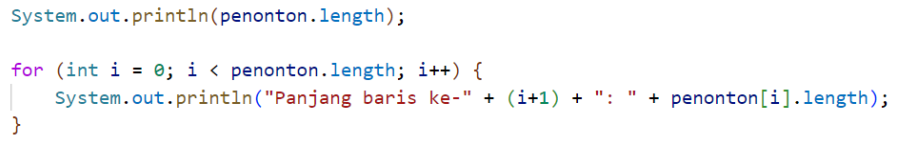 System.out.println(penonton.length);
for (int i = 0; i < penonton.length; i++) {
    System.out.println("Panjang baris ke-" + (i+1) + ": " + penonton[i].length);
}